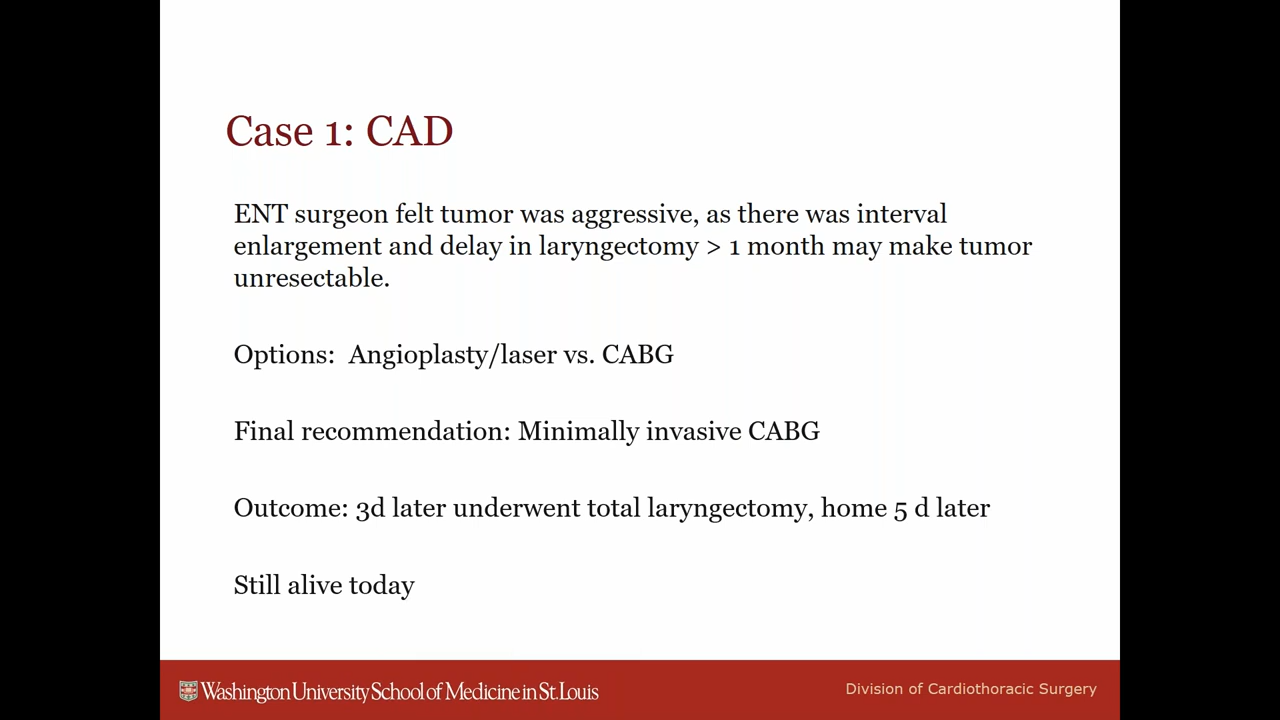 Case 1: CAD
ENT surgeon felt tumor was aggressive, as there was interval
enlargement and delay in laryngectomy > 1 month may make tumor
unresectable.
Options:  Angioplasty/laser vs. CABG
Final recommendation: Minimally invasive CABG
Outcome: 3d later underwent total laryngectomy, home 5 d later
Still alive today
Washington University School of Medicine in St. Louis
Division of Cardiothoracic Surgery